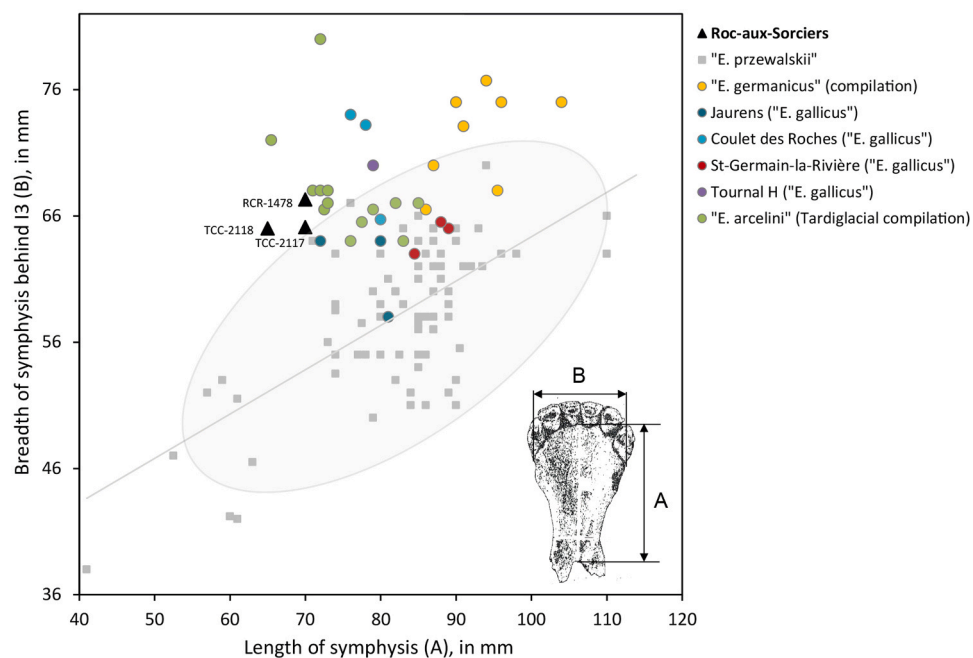 76
66
56
46
36
40
50
60
70
80
90
100
110
120
Breadth of symphysis behind I3 (B), in mm
Length of symphysis (A), in mm
RCR-1478
TCC-2118
TCC-2117
B
A
Roc-aux-Sorciers
"E. przewalskii"
"E. germanicus" (compilation)
Jaurens ("E. gallicus")
Coulet des Roches ("E. gallicus")
St-Germain-la-Rivière ("E. gallicus")
Tournal H ("E. gallicus")
"E. arcelini" (Tardiglacial compilation)